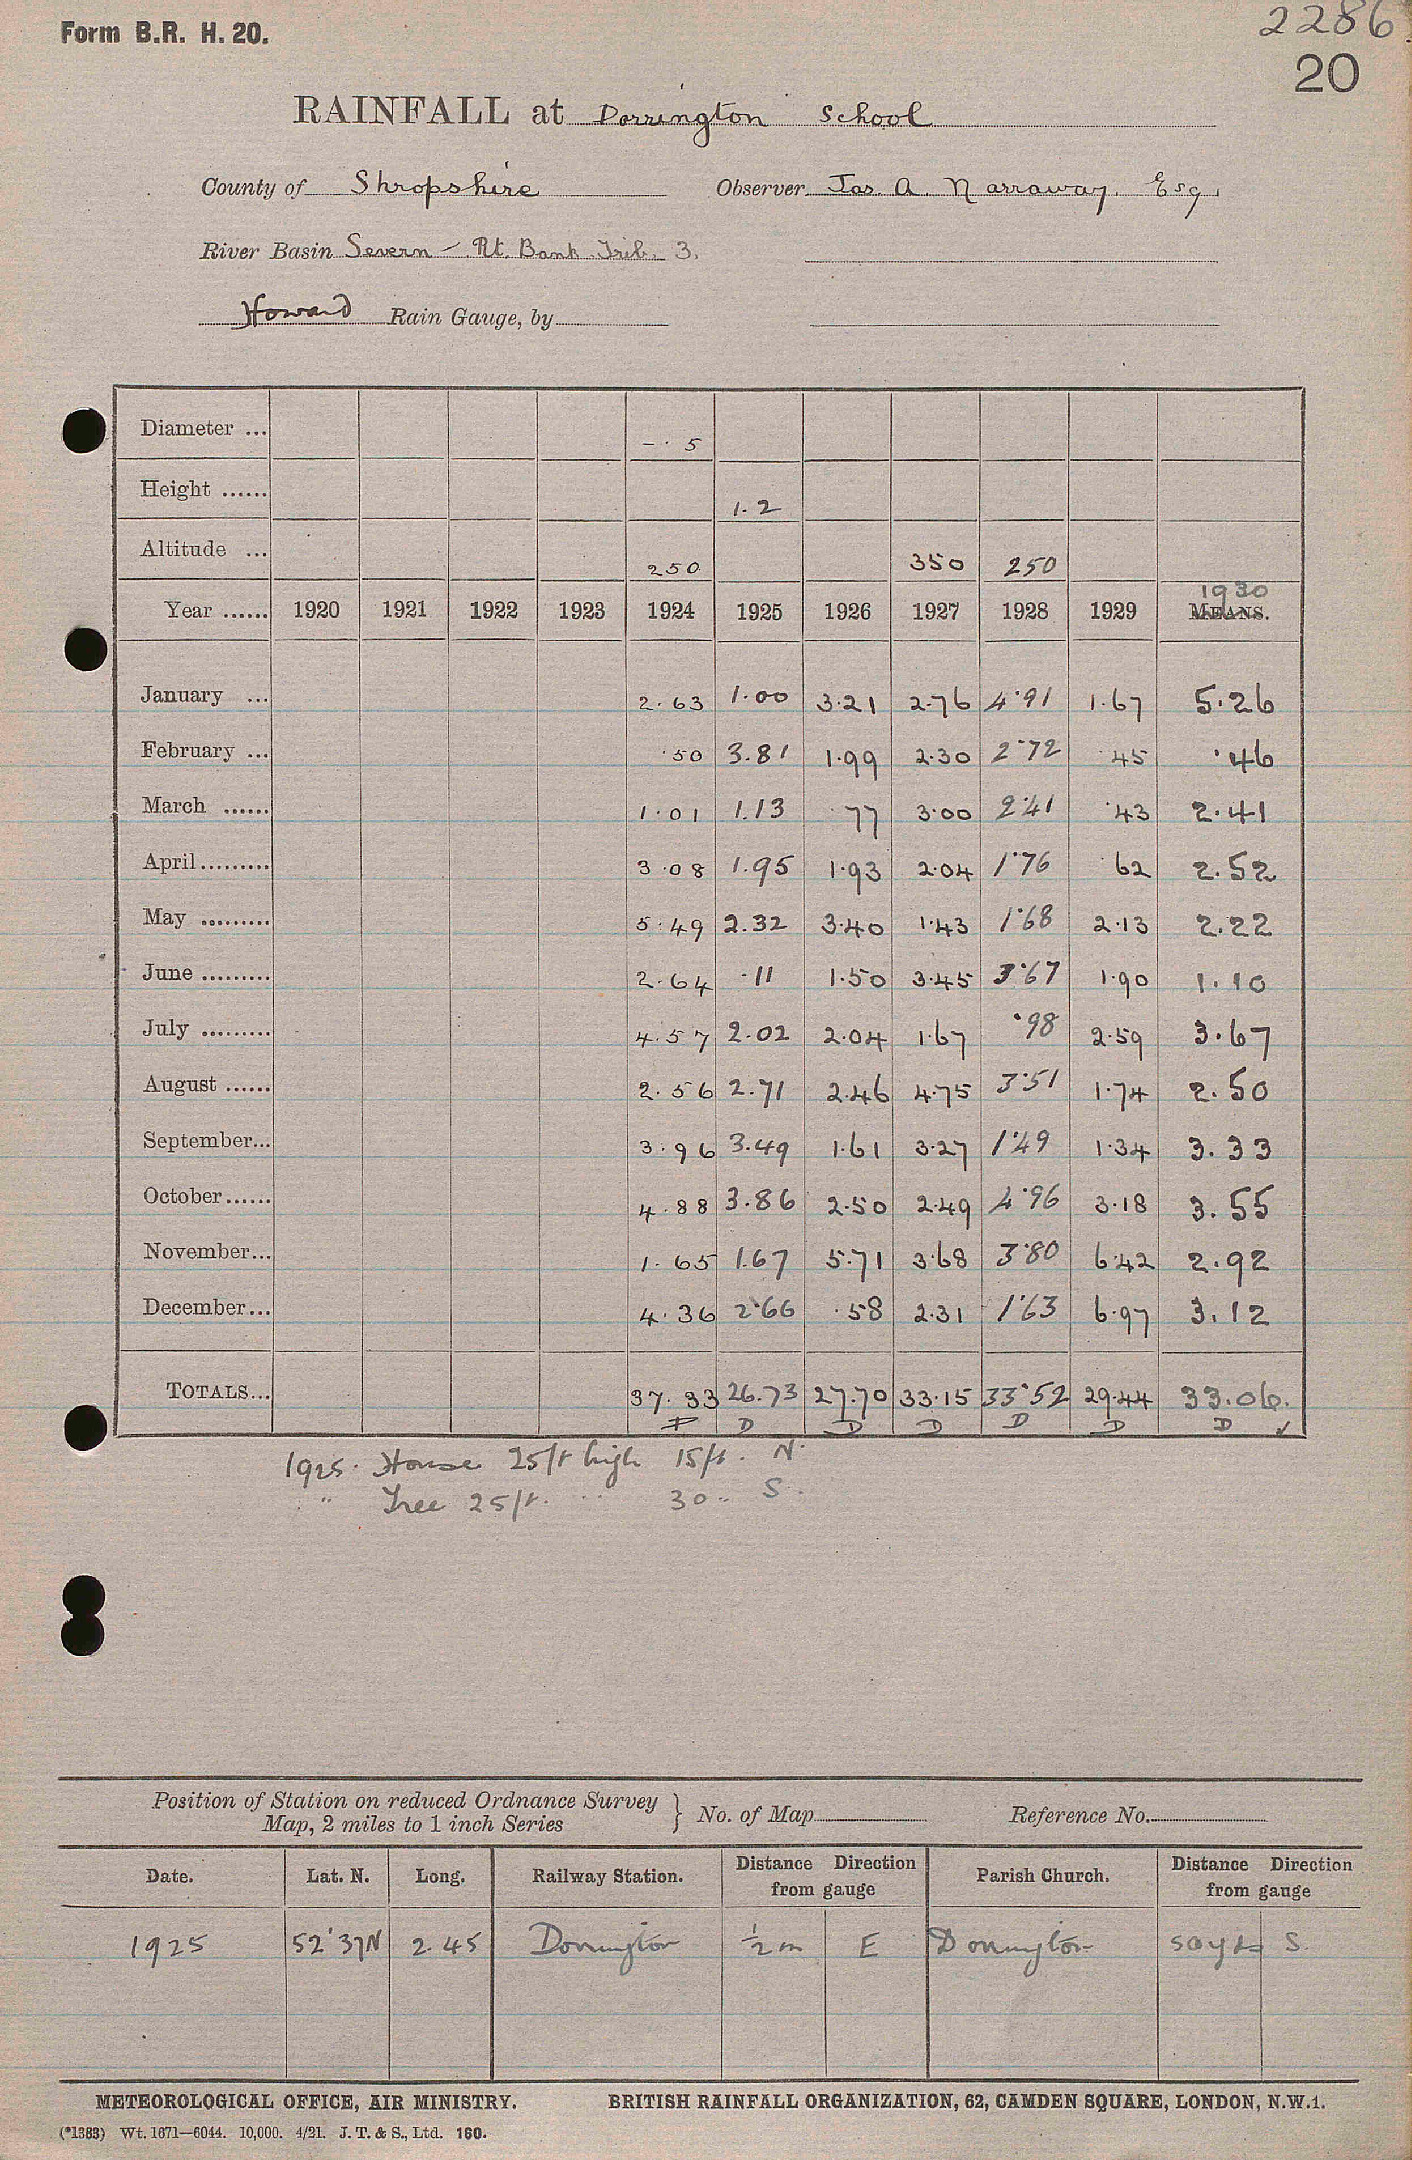 Form B.R. H. 20.
2286
20
RAINFALL at Dorrington School
County of Shropshire Observer Jas. A. Narraway, Esq.
River Basin Severn - Rt. Bank Trib. 3.
Howard Rain Gauge, by
Diameter ... - . 5
Height ...... 1.2
Altitude ... 250 350 250
1930
Year ...... 1920 1921 1922 1923 1924 1925 1926 1927 1928 1929 MEANS.
January ... 2.63 1.00 3.21 2.76 4.91 1.67 5.26
February ... .50 3.81 1.99 2.30 2.72 .45 .46
March ...... 1.01 1.13 .77 3.00 2.41 .43 2.41
April ......... 3.08 1.95 1.93 2.04 1.76 .62 2.52
May ......... 5.49 2.32 3.40 1.43 1.68 2.13 2.22
June ......... 2.64 .11 1.50 3.45 3.67 1.90 1.10
July ......... 4.57 2.02 2.04 1.67 .98 2.59 3.67
August ...... 2.56 2.71 2.46 4.75 3.51 1.74 2.50
September... 3.96 3.49 1.61 3.27 1.49 1.34 3.33
October...... 4.88 3.86 2.50 2.49 4.96 3.18 3.55
November... 1.65 1.67 5.71 3.68 3.80 6.42 2.92
December... 4.36 2.66 .58 2.31 1.63 6.97 3.12
TOTALS... 37.33 26.73 27.70 33.15 33.52 29.44 33.06.
D D D D D D ✓
1925. House 25ft high 15ft. N.
" Tree 25ft. " 30 " S.
Position of Station on reduced Ordnance Survey
Map, 2 miles to 1 inch Series } No. of Map Reference No.
Date. Lat. N. Long. Railway Station. Distance Direction from gauge Parish Church. Distance Direction from gauge
1925 52°37N 2.45 Dorrington ½ m E Dorrington 50 yds S.
METEOROLOGICAL OFFICE, AIR MINISTRY. BRITISH RAINFALL ORGANIZATION, 62, CAMDEN SQUARE, LONDON, N.W.1.
(*1383) Wt. 1671—6044. 10,000. 4/21. J. T. & S., Ltd. 160.